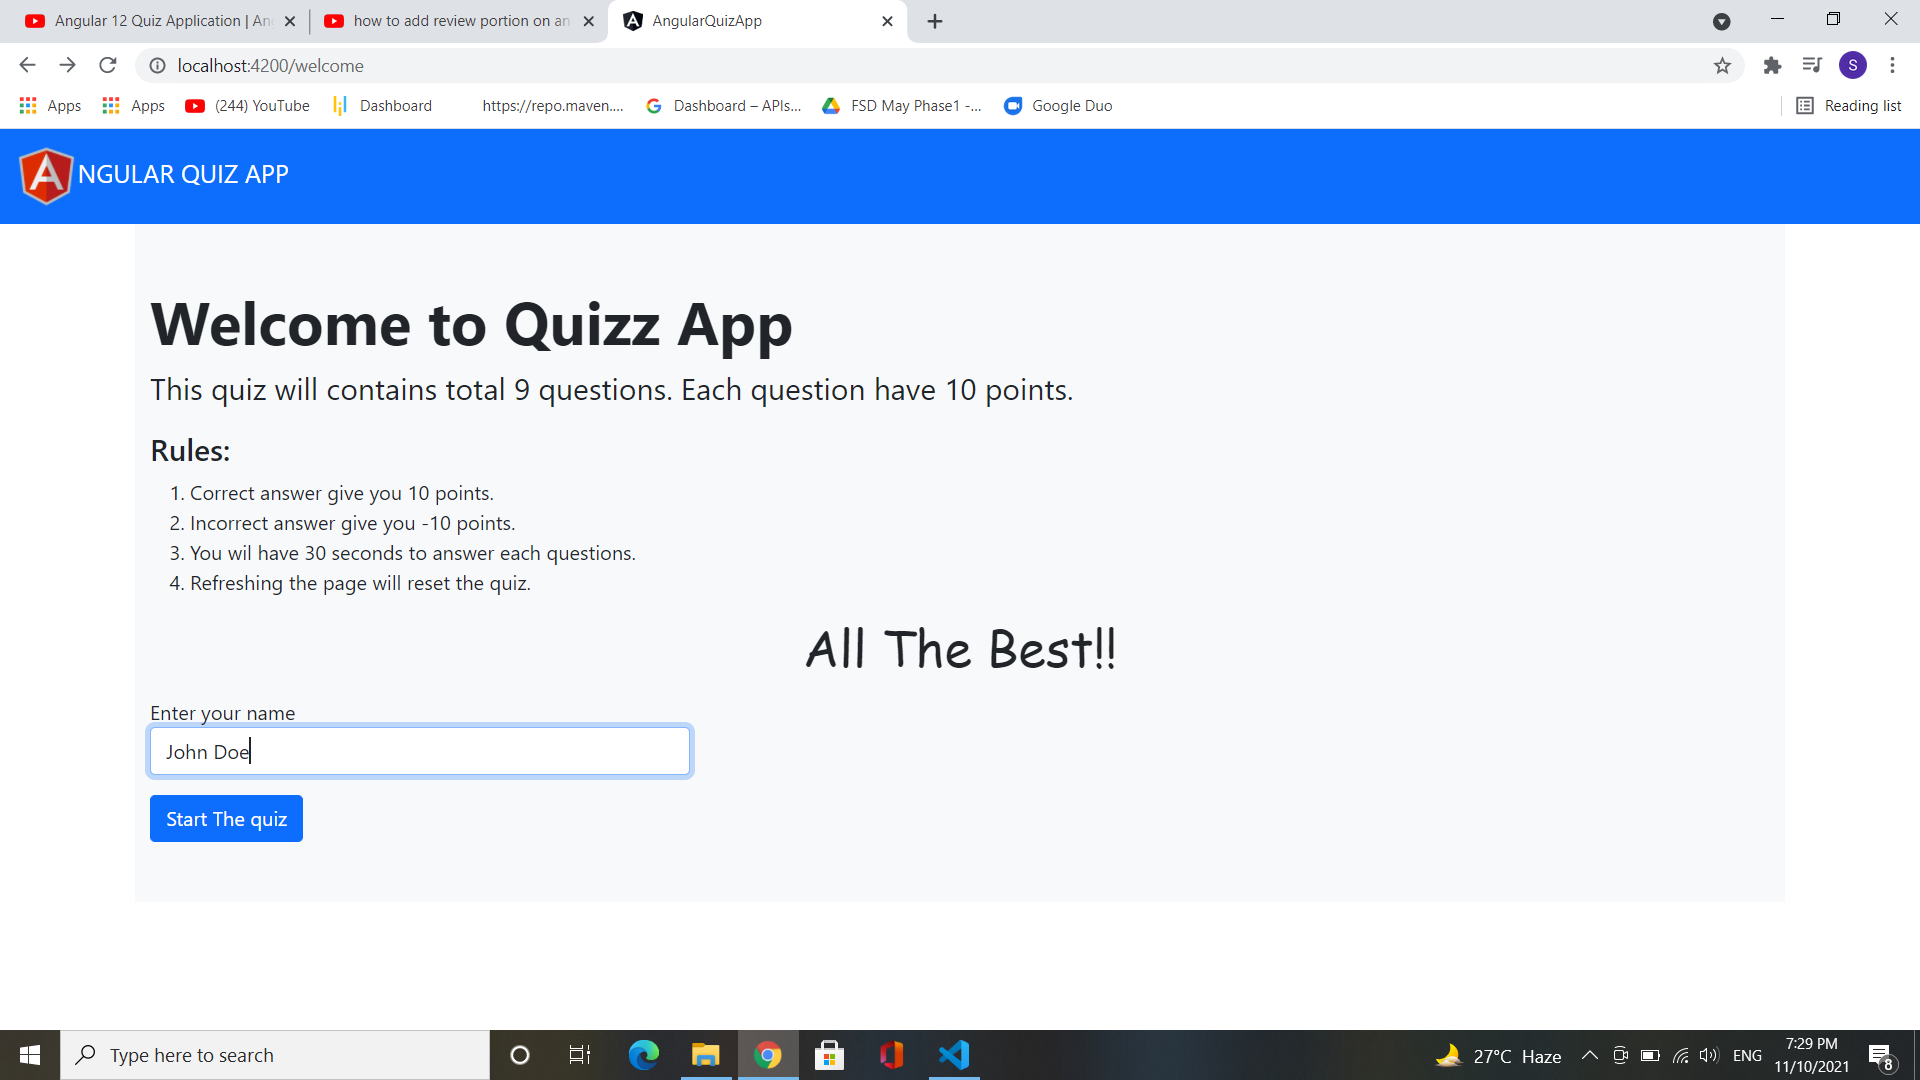 Angular 12 Quiz Application | An
how to add review portion on an
AngularQuizApp
localhost:4200/welcome
S
Apps
Apps
(244) YouTube
Dashboard
https://repo.maven....
Dashboard – APIs...
FSD May Phase1 -...
Google Duo
Reading list
NGULAR QUIZ APP
Welcome to Quizz App
This quiz will contains total 9 questions. Each question have 10 points.
Rules:
1. Correct answer give you 10 points.
2. Incorrect answer give you -10 points.
3. You wil have 30 seconds to answer each questions.
4. Refreshing the page will reset the quiz.
All The Best!!
Enter your name
John Doe
Start The quiz
Type here to search
27°C Haze
ENG
7:29 PM
11/10/2021
8